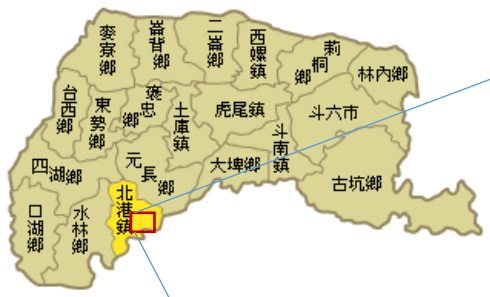 麥寮鄉
崙背鄉
二崙鄉
西螺鎮
莿桐鄉
林內鄉
台西鄉
東勢鄉
褒忠鄉
土庫鎮
虎尾鎮
斗六市
斗南鎮
四湖鄉
元長鄉
大埤鄉
古坑鄉
口湖鄉
水林鄉
北港鎮